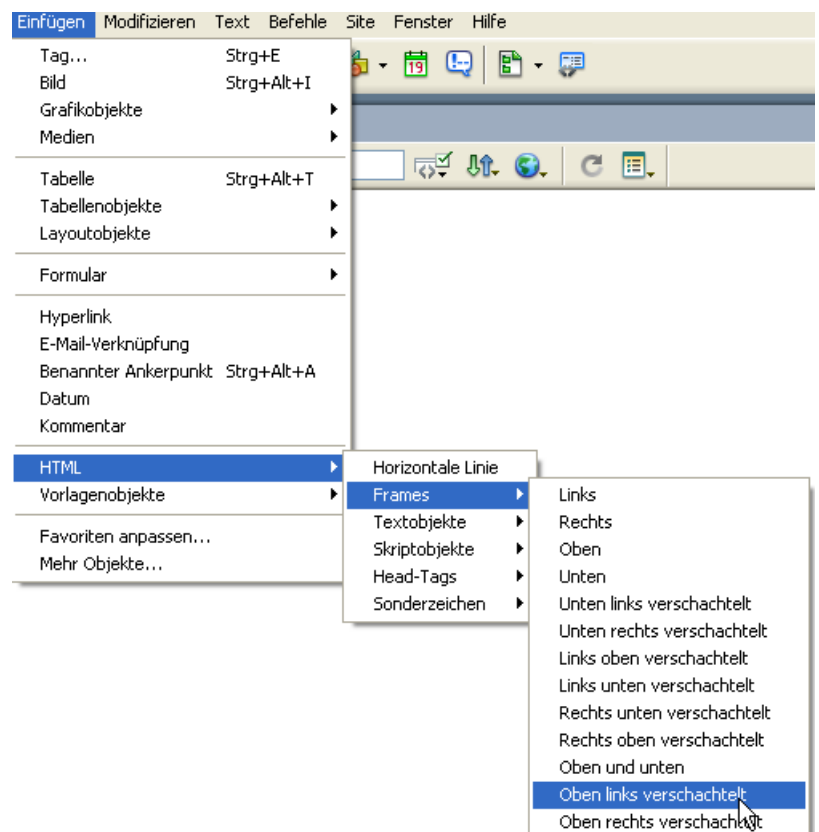 Einfügen Modifizieren Text Befehle Site Fenster Hilfe
Tag... Strg+E
Bild Strg+Alt+I
Grafikobjekte
Medien
19
Tabelle Strg+Alt+T
Tabellenobjekte
Layoutobjekte
Formular
Hyperlink
E-Mail-Verknüpfung
Benannter Ankerpunkt Strg+Alt+A
Datum
Kommentar
HTML
Vorlagenobjekte
Favoriten anpassen...
Mehr Objekte...
Horizontale Linie
Frames
Textobjekte
Skriptobjekte
Head-Tags
Sonderzeichen
Links
Rechts
Oben
Unten
Unten links verschachtelt
Unten rechts verschachtelt
Links oben verschachtelt
Links unten verschachtelt
Rechts unten verschachtelt
Rechts oben verschachtelt
Oben und unten
Oben links verschachtelt
Oben rechts verschachtelt